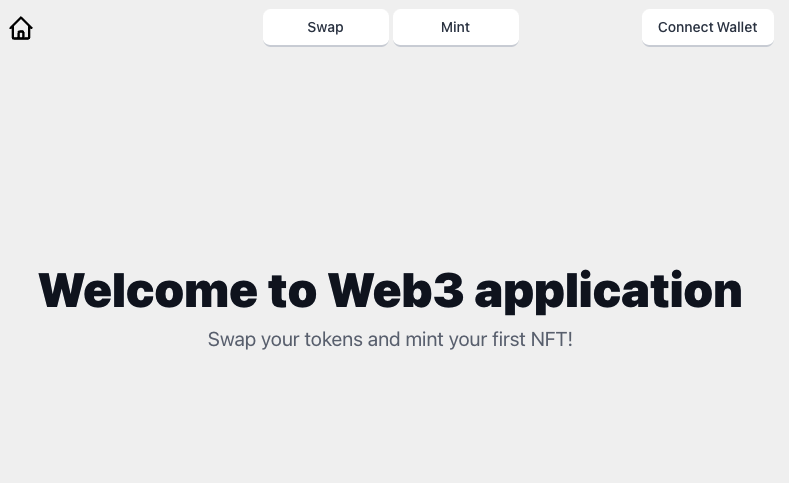 Swap
Mint
Connect Wallet
Welcome to Web3 application
Swap your tokens and mint your first NFT!